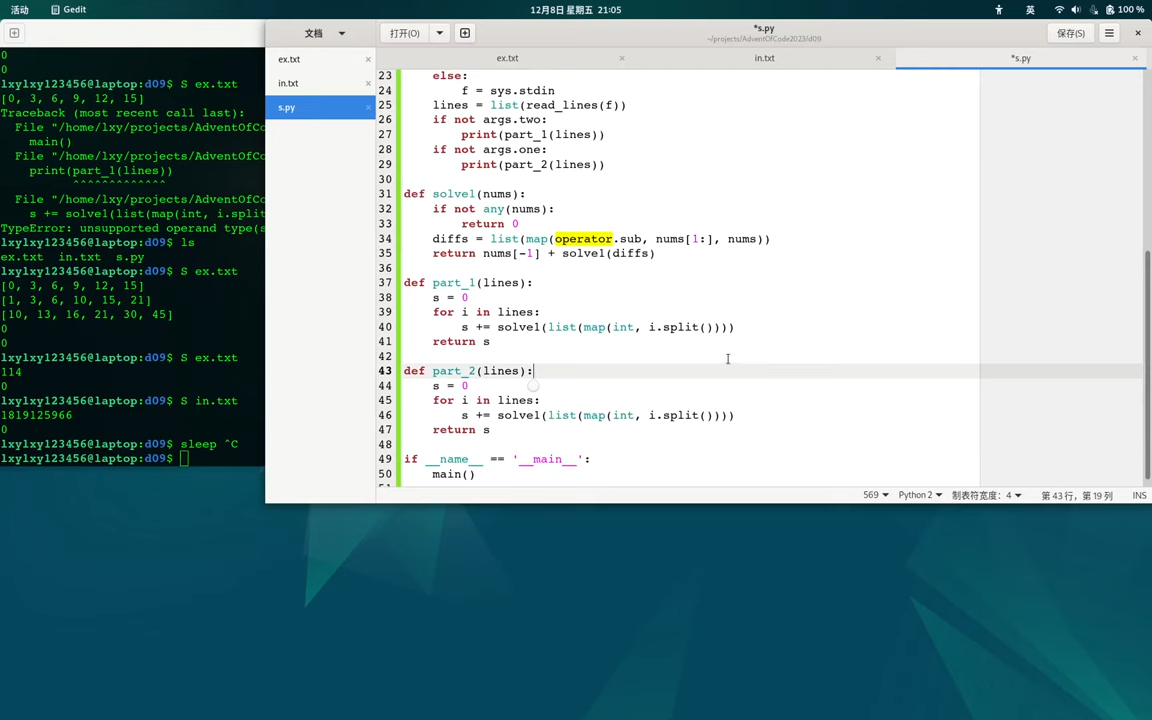 活动 Gedit 12月8日 星期五 21:05 英 100 %
文档 打开(O) *s.py 保存(S)
~/projects/AdventOfCode2023/d09
ex.txt in.txt *s.py
ex.txt
in.txt
s.py
0
0
lxylxy123456@laptop:d09$ S ex.txt
[0, 3, 6, 9, 12, 15]
Traceback (most recent call last):
  File "/home/lxy/projects/AdventOfCo
    main()
  File "/home/lxy/projects/AdventOfCo
    print(part_1(lines))
          ^^^^^^^^^^^^^
  File "/home/lxy/projects/AdventOfCo
    s += solve1(list(map(int, i.split
TypeError: unsupported operand type(s
lxylxy123456@laptop:d09$ ls
ex.txt  in.txt  s.py
lxylxy123456@laptop:d09$ S ex.txt
[0, 3, 6, 9, 12, 15]
[1, 3, 6, 10, 15, 21]
[10, 13, 16, 21, 30, 45]
0
0
lxylxy123456@laptop:d09$ S ex.txt
114
0
lxylxy123456@laptop:d09$ S in.txt
1819125966
0
lxylxy123456@laptop:d09$ sleep ^C
lxylxy123456@laptop:d09$
23     else:
24         f = sys.stdin
25     lines = list(read_lines(f))
26     if not args.two:
27         print(part_1(lines))
28     if not args.one:
29         print(part_2(lines))
30
31 def solve1(nums):
32     if not any(nums):
33         return 0
34     diffs = list(map(operator.sub, nums[1:], nums))
35     return nums[-1] + solve1(diffs)
36
37 def part_1(lines):
38     s = 0
39     for i in lines:
40         s += solve1(list(map(int, i.split())))
41     return s
42
43 def part_2(lines):
44     s = 0
45     for i in lines:
46         s += solve1(list(map(int, i.split())))
47     return s
48
49 if __name__ == '__main__':
50     main()
569 Python 2 制表符宽度：4 第 43 行，第 19 列 INS